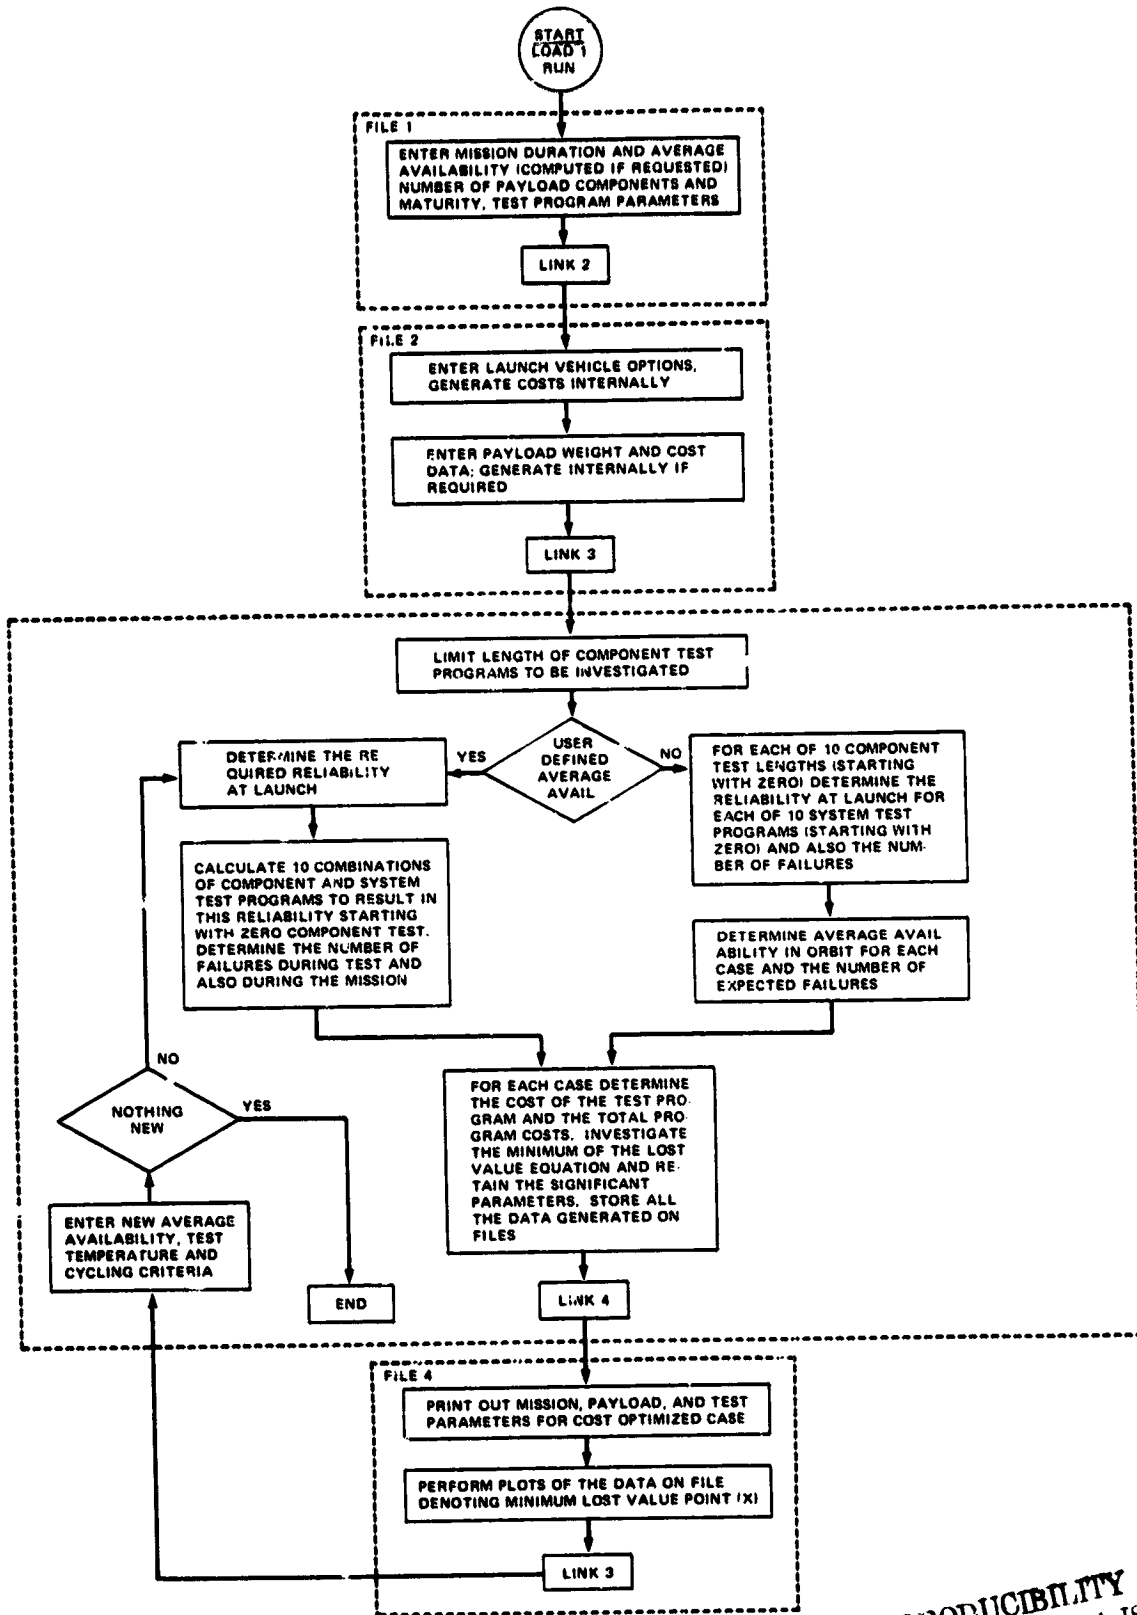 START
LOAD 1
RUN
FILE 1
ENTER MISSION DURATION AND AVERAGE
AVAILABILITY (COMPUTED IF REQUESTED)
NUMBER OF PAYLOAD COMPONENTS AND
MATURITY, TEST PROGRAM PARAMETERS
LINK 2
FILE 2
ENTER LAUNCH VEHICLE OPTIONS,
GENERATE COSTS INTERNALLY
ENTER PAYLOAD WEIGHT AND COST
DATA; GENERATE INTERNALLY IF
REQUIRED
LINK 3
LIMIT LENGTH OF COMPONENT TEST
PROGRAMS TO BE INVESTIGATED
USER
DEFINED
AVERAGE
AVAIL
YES
NO
DETERMINE THE RE
QUIRED RELIABILITY
AT LAUNCH
CALCULATE 10 COMBINATIONS
OF COMPONENT AND SYSTEM
TEST PROGRAMS TO RESULT IN
THIS RELIABILITY STARTING
WITH ZERO COMPONENT TEST.
DETERMINE THE NUMBER OF
FAILURES DURING TEST AND
ALSO DURING THE MISSION
FOR EACH OF 10 COMPONENT
TEST LENGTHS (STARTING
WITH ZERO) DETERMINE THE
RELIABILITY AT LAUNCH FOR
EACH OF 10 SYSTEM TEST
PROGRAMS (STARTING WITH
ZERO) AND ALSO THE NUM-
BER OF FAILURES
DETERMINE AVERAGE AVAIL
ABILITY IN ORBIT FOR EACH
CASE AND THE NUMBER OF
EXPECTED FAILURES
FOR EACH CASE DETERMINE
THE COST OF THE TEST PRO-
GRAM AND THE TOTAL PRO-
GRAM COSTS. INVESTIGATE
THE MINIMUM OF THE LOST
VALUE EQUATION AND RE-
TAIN THE SIGNIFICANT
PARAMETERS. STORE ALL
THE DATA GENERATED ON
FILES
LINK 4
NO
NOTHING
NEW
YES
ENTER NEW AVERAGE
AVAILABILITY, TEST
TEMPERATURE AND
CYCLING CRITERIA
END
FILE 4
PRINT OUT MISSION, PAYLOAD, AND TEST
PARAMETERS FOR COST OPTIMIZED CASE
PERFORM PLOTS OF THE DATA ON FILE
DENOTING MINIMUM LOST VALUE POINT (X)
LINK 3